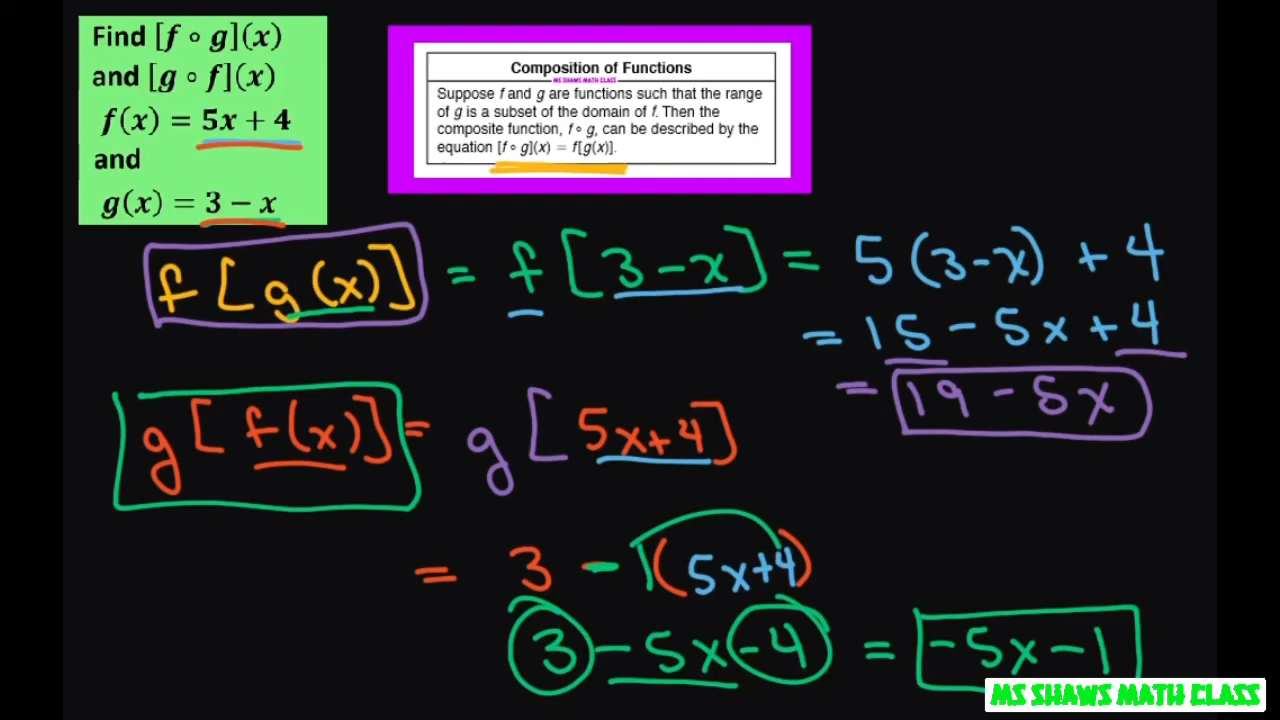 Find [f ∘ g](x)
and [g ∘ f](x)
f(x) = 5x + 4
and
g(x) = 3 − x
Composition of Functions
MS SHAWS MATH CLASS
Suppose f and g are functions such that the range
of g is a subset of the domain of f. Then the
composite function, f ∘ g, can be described by the
equation [f ∘ g](x) = f[g(x)].
f[g(x)] = f[3−x] = 5(3−x) + 4
= 15 − 5x + 4
= 19 − 5x
g[f(x)] = g[5x+4]
= 3 − 1(5x+4)
3 − 5x − 4 = −5x − 1
MS SHAWS MATH CLASS